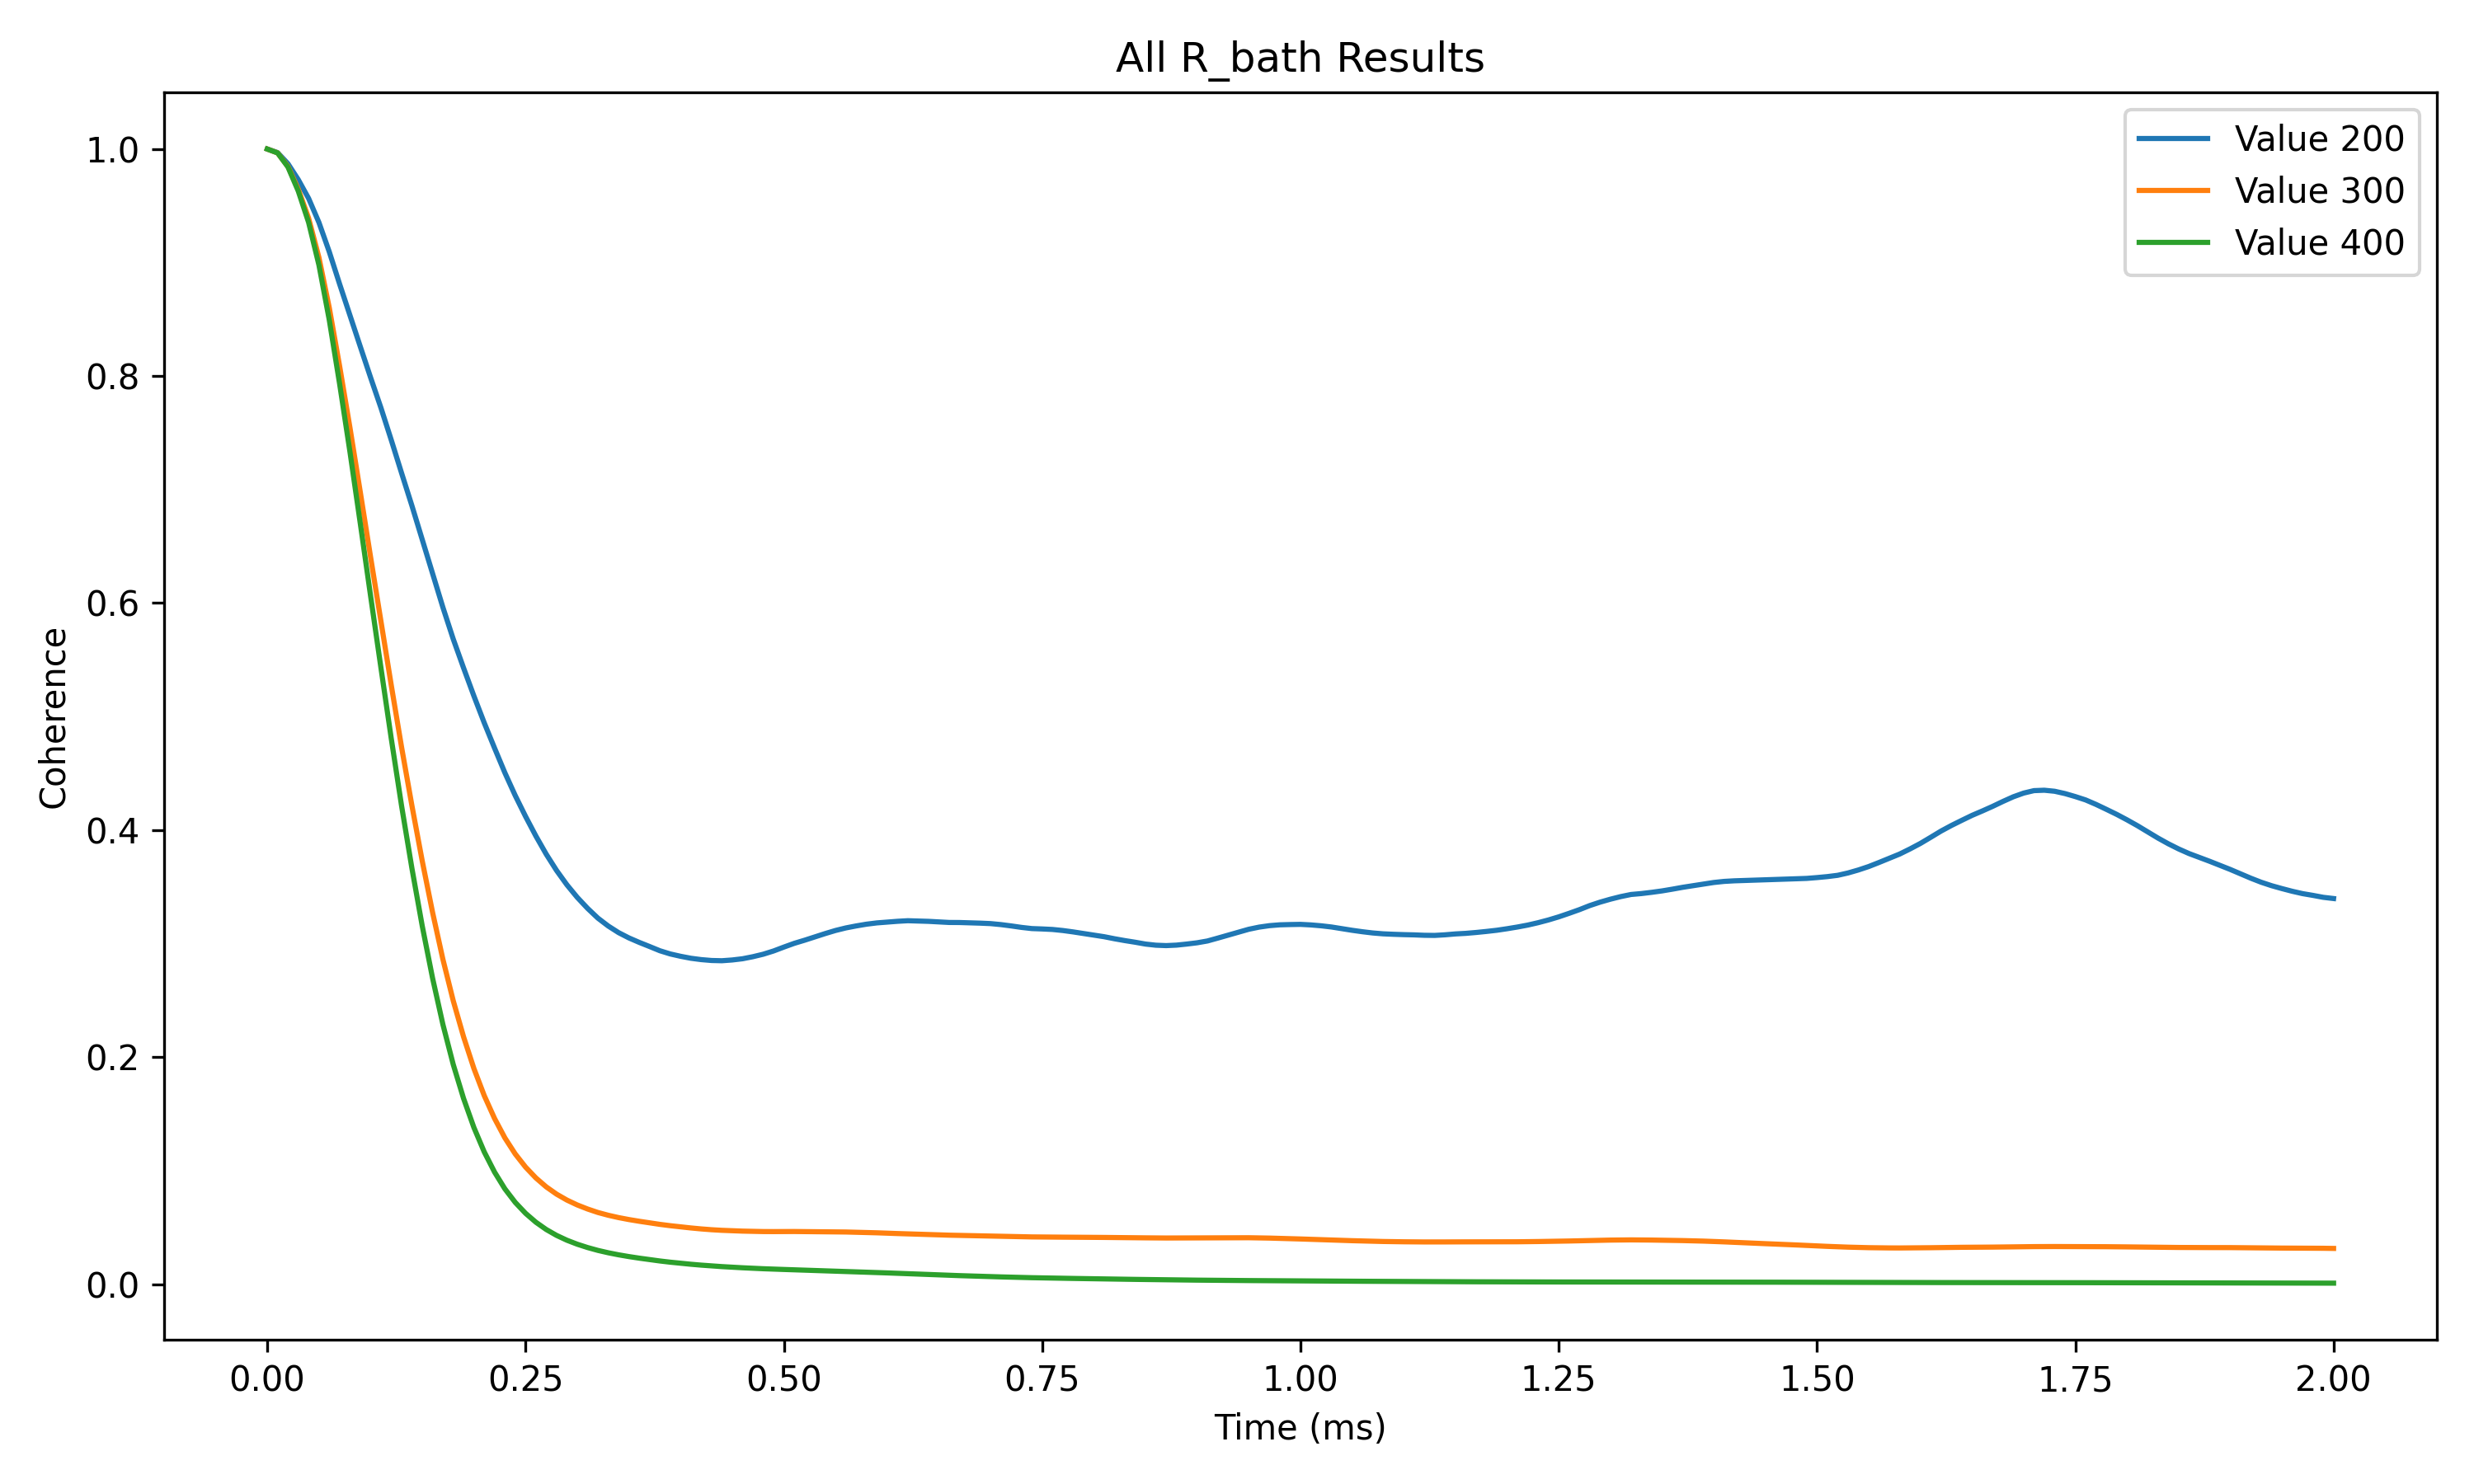 All R_bath Results
Value 200
Value 300
Value 400
1.0
0.8
0.6
0.4
0.2
0.0
Coherence
0.00 0.25 0.50 0.75 1.00 1.25 1.50 1.75 2.00
Time (ms)